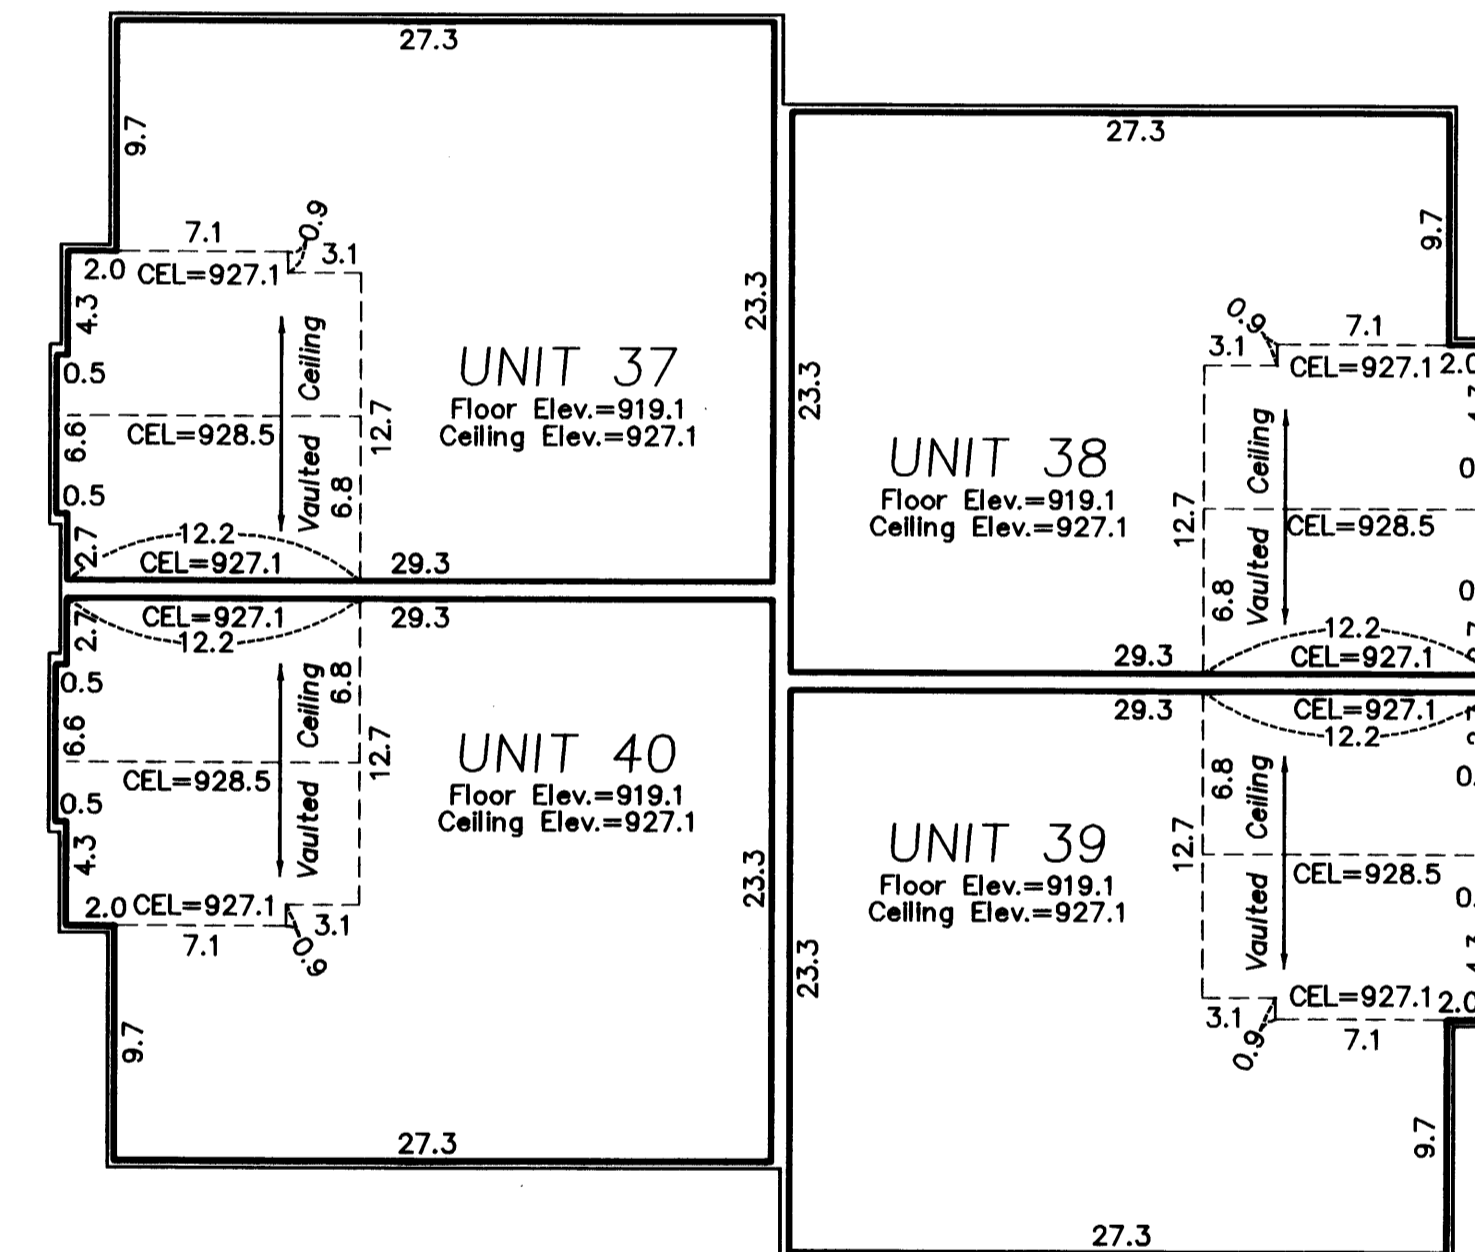 27.3
9.7
7.1
0.9
3.1
2.0 CEL=927.1
4.3
0.5
Vaulted Ceiling
UNIT 37
Floor Elev.=919.1
Ceiling Elev.=927.1
23.3
CEL=928.5
6.6
12.7
6.8
0.5
2.7
12.2
CEL=927.1
29.3
27.3
9.7
23.3
0.9
7.1
3.1
CEL=927.1 2.0
UNIT 38
Floor Elev.=919.1
Ceiling Elev.=927.1
Vaulted Ceiling
12.7
CEL=928.5
6.8
12.2
29.3
CEL=927.1
CEL=927.1
29.3
2.7
12.2
0.5
6.8
Vaulted Ceiling
6.6
12.7
UNIT 40
Floor Elev.=919.1
Ceiling Elev.=927.1
CEL=928.5
0.5
4.3
23.3
2.0 CEL=927.1
3.1
7.1
0.9
9.7
27.3
29.3
CEL=927.1
12.2
6.8
Vaulted Ceiling
12.7
UNIT 39
Floor Elev.=919.1
Ceiling Elev.=927.1
CEL=928.5
23.3
CEL=927.1 2.0
3.1
7.1
0.9
9.7
27.3